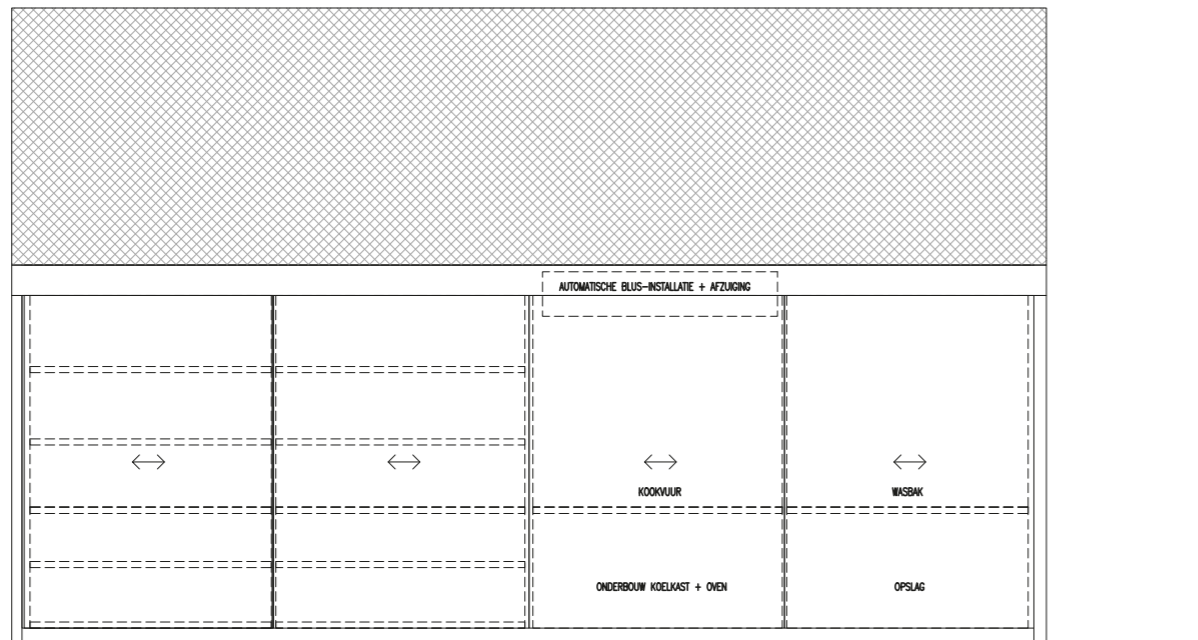 AUTOMATISCHE BLUS-INSTALLATIE + AFZUIGING
KOOKVUUR
WASBAK
ONDERBOUW KOELKAST + OVEN
OPSLAG